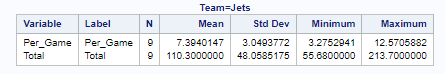 Team=Jets
Variable Label N Mean Std Dev Minimum Maximum
Per_Game Per_Game 9 7.3940147 3.0493772 3.2752941 12.5705882
Total Total 9 110.3000000 48.0585175 55.6800000 213.7000000